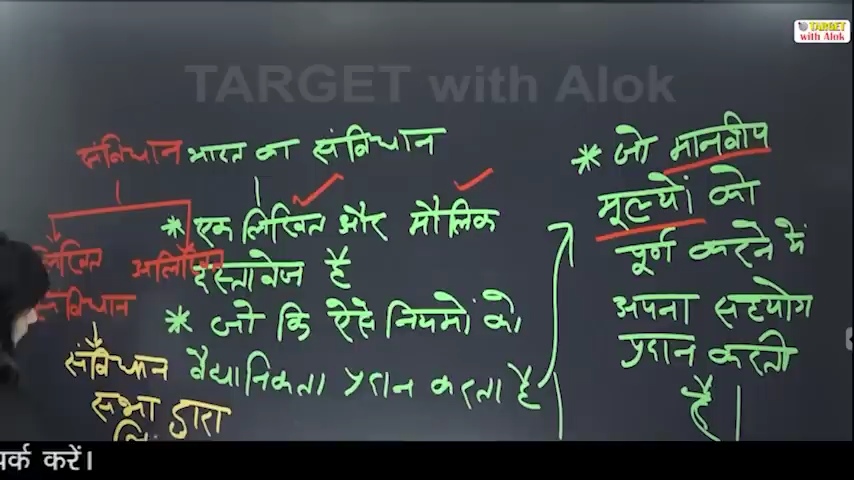 TARGET
with Alok
TARGET with Alok
संविधान
लिखित अलिखित
संविधान
संविधान
सभा द्वारा
भारत का संविधान
* एक लिखित और मौलिक
दस्तावेज है
* जो कि ऐसे नियमों को
वैद्यानिकता प्रदान करता है
* जो मानवीय
मूल्यों को
पूर्ण करने में
अपना सहयोग
प्रदान करती
है
पर्क करें।